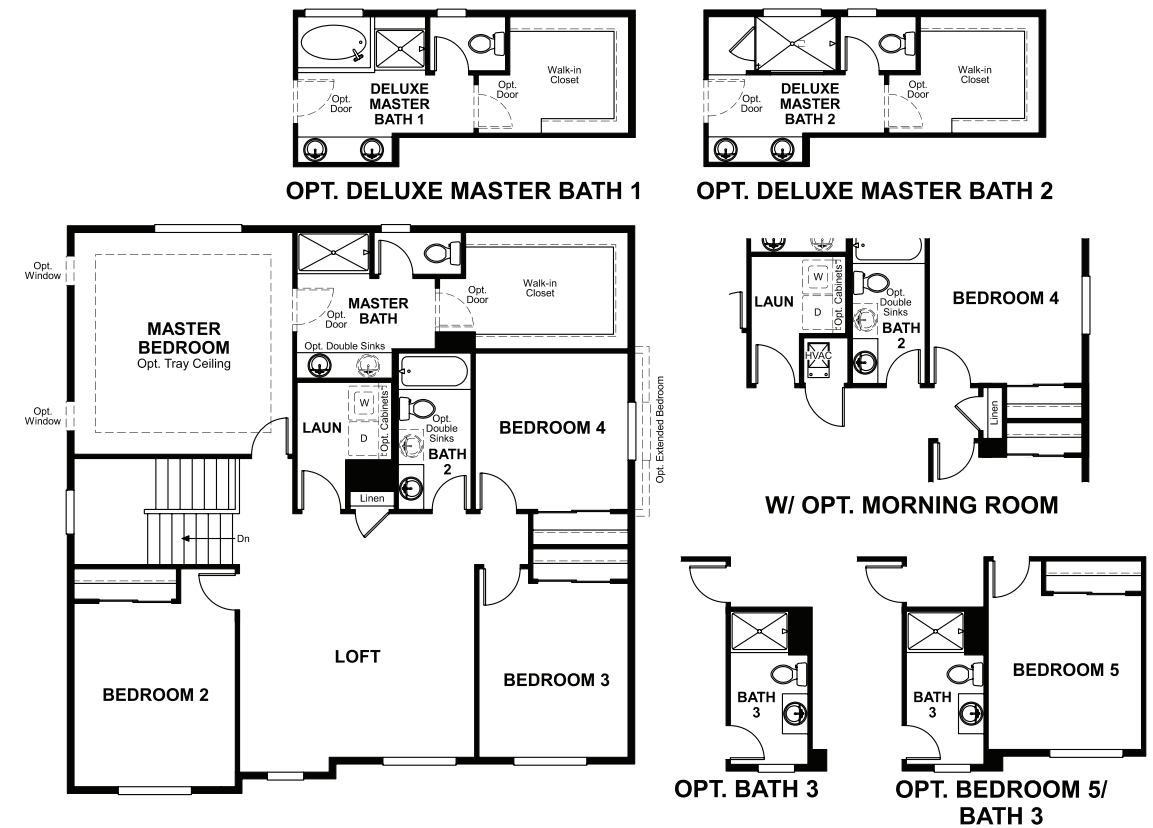 Walk-in
Closet
Opt.
Door
DELUXE
MASTER
BATH 1
Opt.
Door
OPT. DELUXE MASTER BATH 1
Walk-in
Closet
Opt.
Door
DELUXE
MASTER
BATH 2
Opt.
Door
OPT. DELUXE MASTER BATH 2
Opt.
Window
MASTER
BEDROOM
Opt. Tray Ceiling
Opt.
Window
Opt.
Door
MASTER
BATH
Opt.
Door
Walk-in
Closet
Opt. Double Sinks
LAUN
W
D
Opt. Cabinets
Opt.
Double
Sinks
BATH
2
Linen
BEDROOM 4
Opt. Extended Bedroom
Dn
BEDROOM 2
LOFT
BEDROOM 3
LAUN
W
D
Opt. Cabinets
HVAC
Opt.
Double
Sinks
BATH
2
BEDROOM 4
Linen
W/ OPT. MORNING ROOM
BATH
3
OPT. BATH 3
BATH
3
BEDROOM 5
OPT. BEDROOM 5/
BATH 3